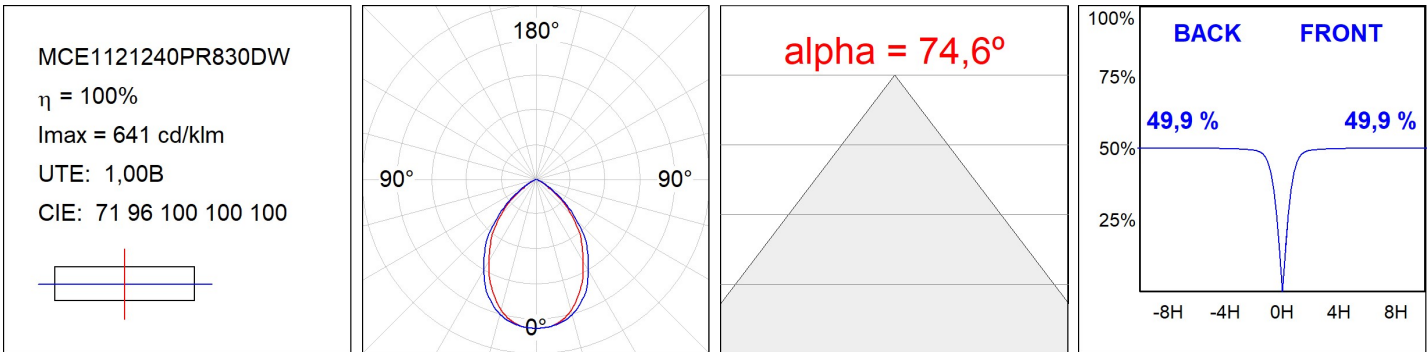 MCE1121240PR830DW
η = 100%
Imax = 641 cd/klm
UTE: 1,00B
CIE: 71 96 100 100 100
180°
90° 90°
0°
alpha = 74,6º
100%
BACK FRONT
75%
49,9 % 49,9 %
50%
25%
-8H -4H 0H 4H 8H